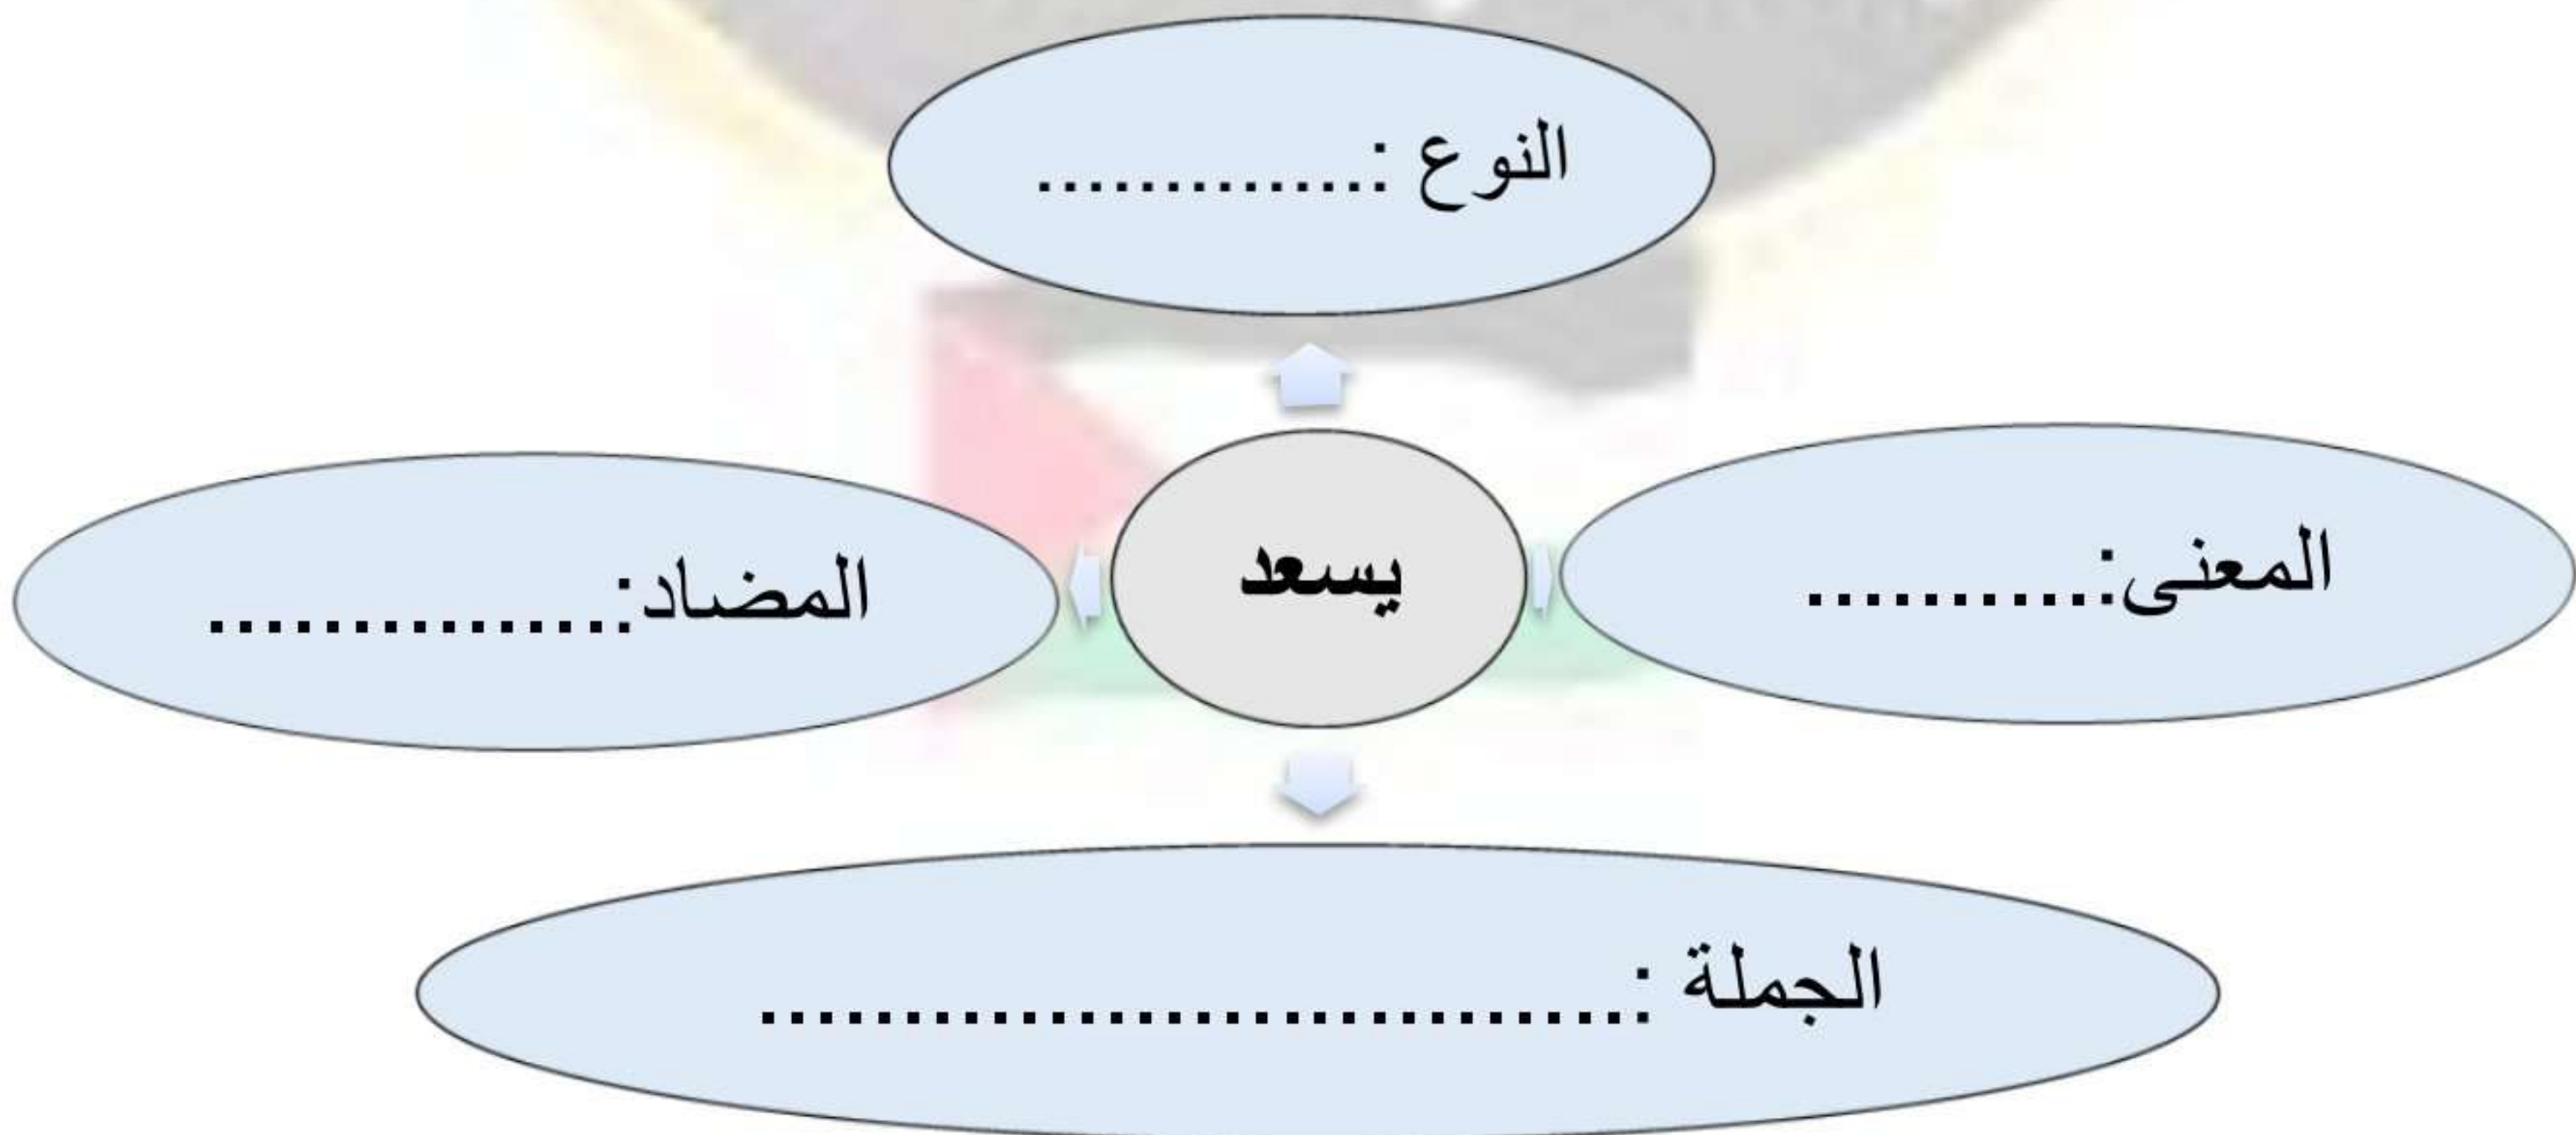 النوع :..............
المعنى:..........
يسعد
المضاد:...............
الجملة :...............................